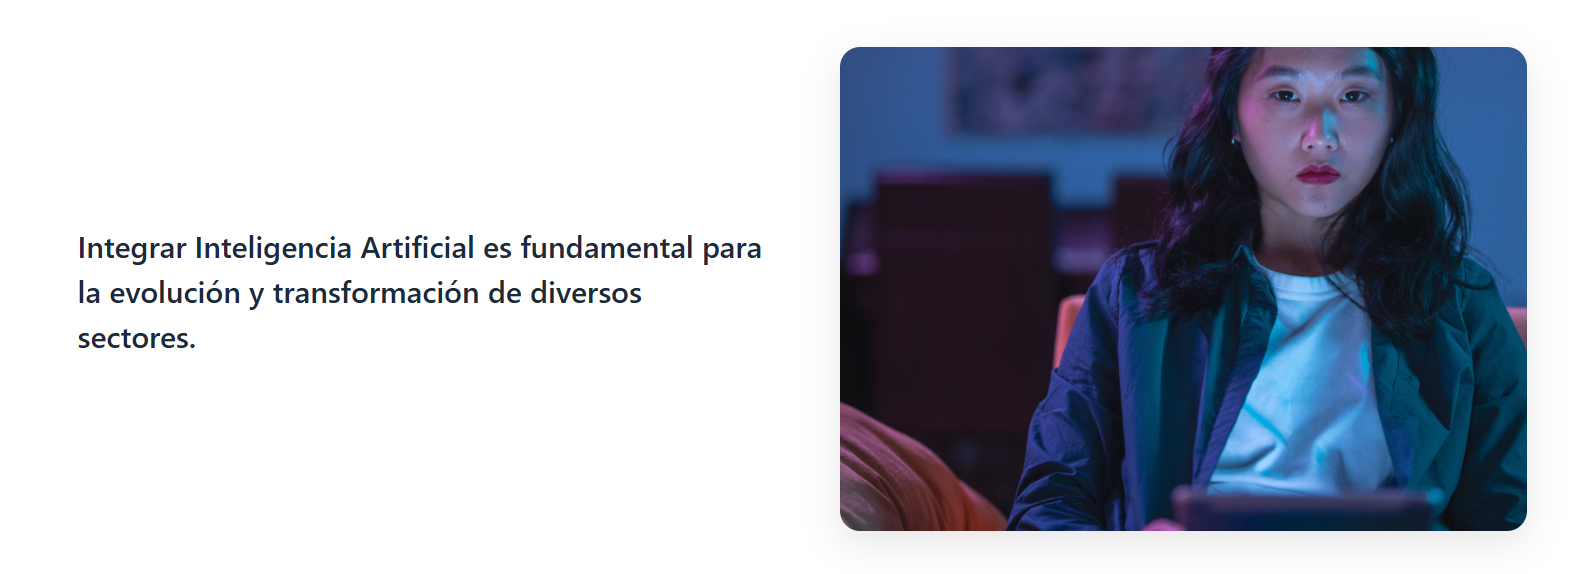 Integrar Inteligencia Artificial es fundamental para
la evolución y transformación de diversos
sectores.